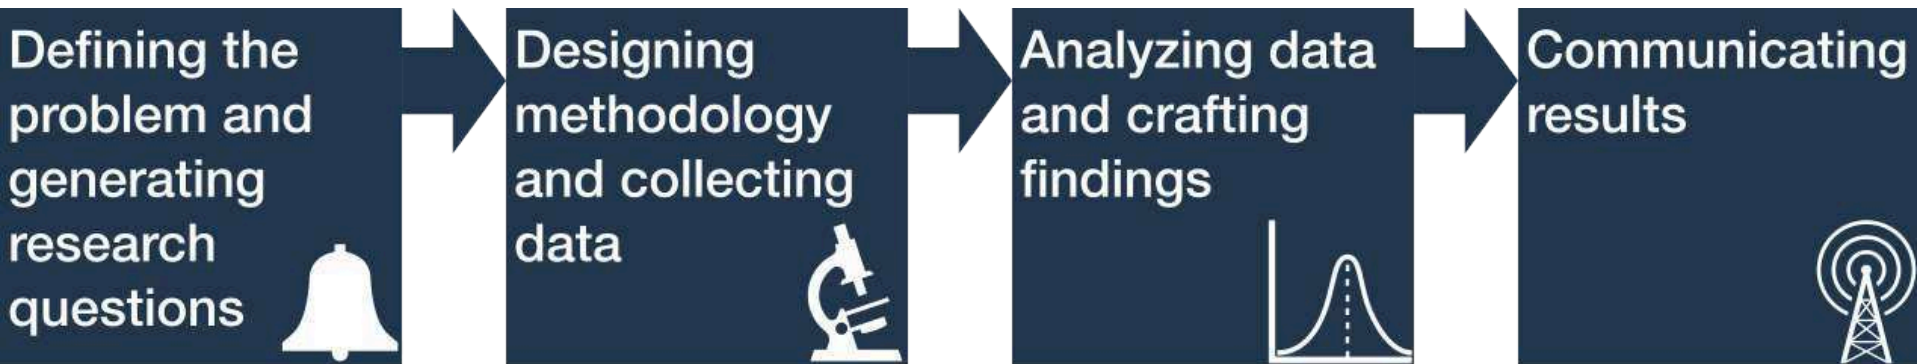 Defining the
problem and
generating
research
questions
Designing
methodology
and collecting
data
Analyzing data
and crafting
findings
Communicating
results